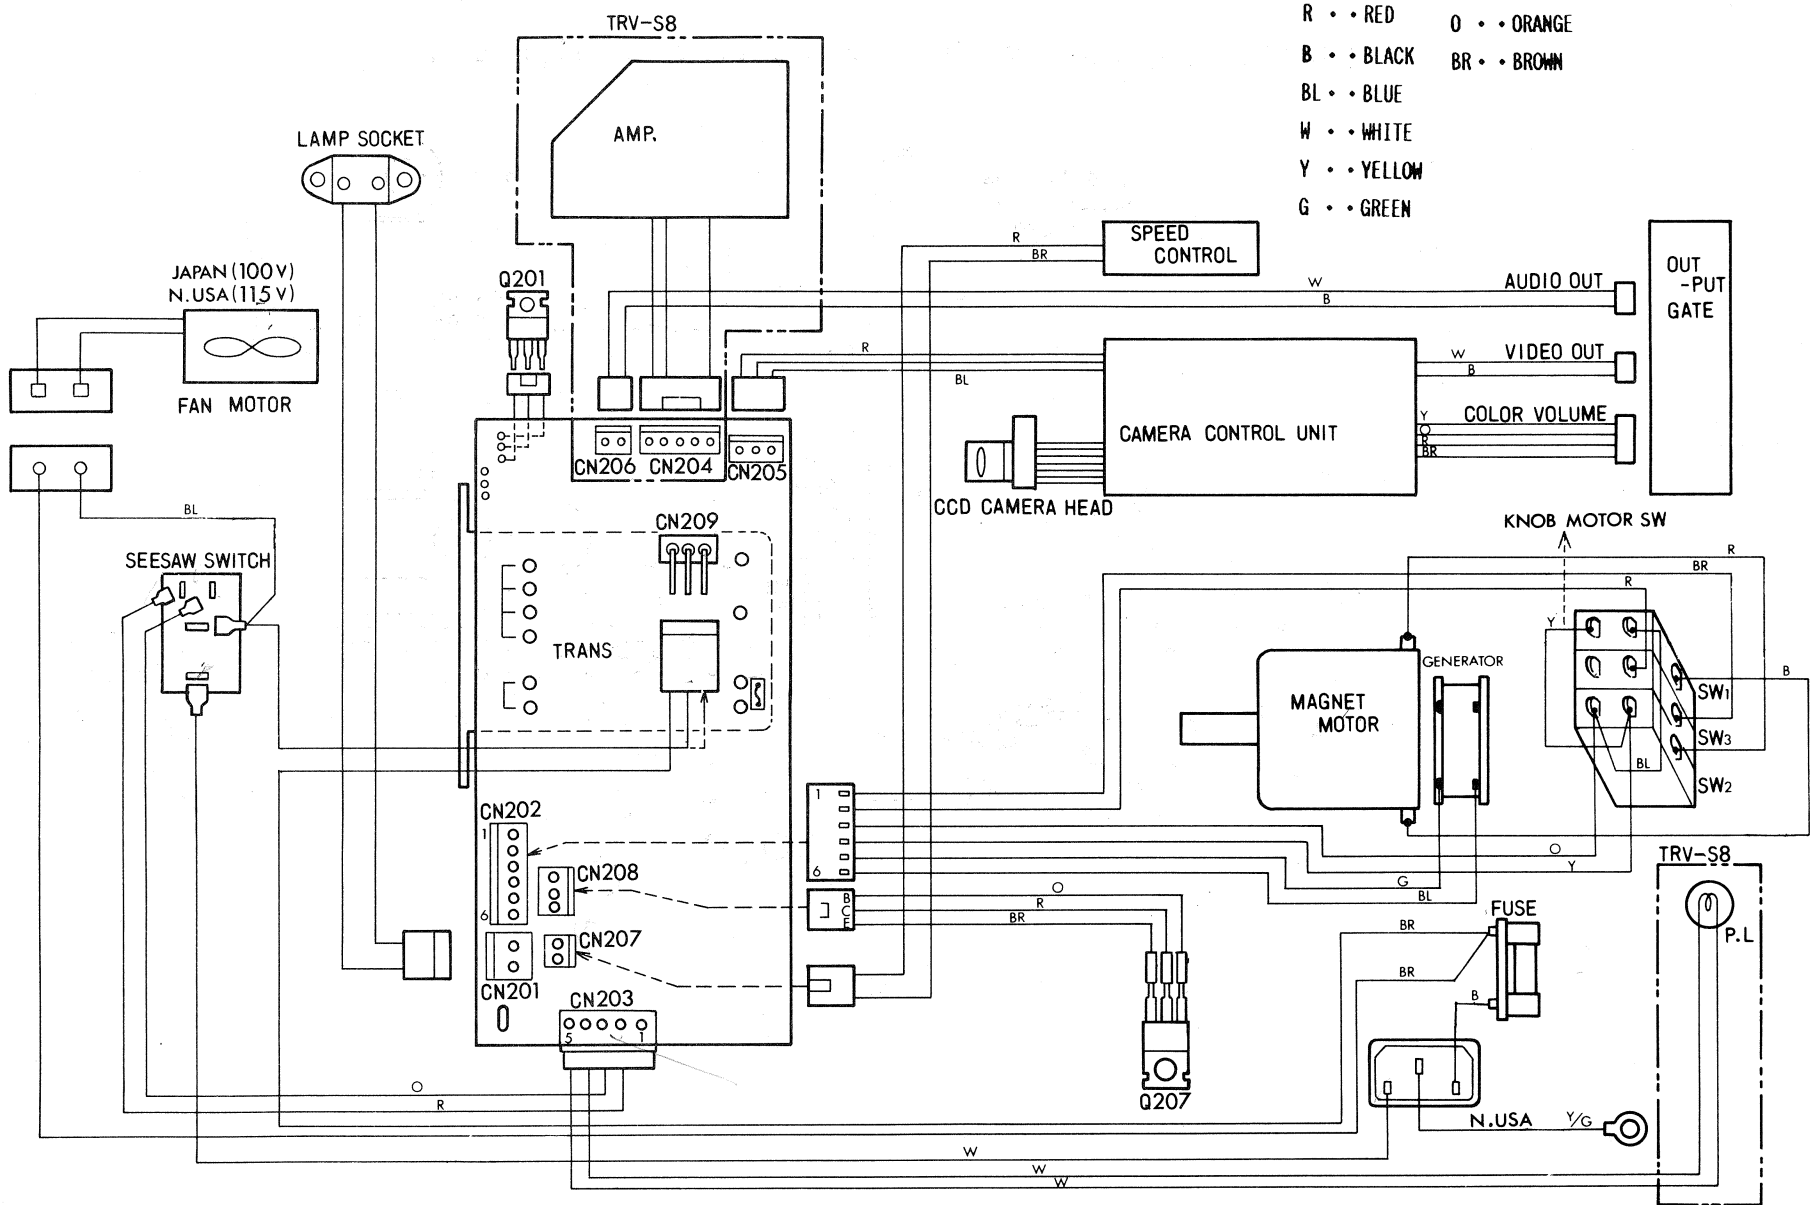 TRV-S8
R ・・RED
O ・・ORANGE
B ・・BLACK
BR・・BROWN
BL・・BLUE
W ・・WHITE
Y ・・YELLOW
G ・・GREEN
AMP.
LAMP SOCKET
JAPAN (100V)
N.USA (115V)
FAN MOTOR
Q201
SPEED
CONTROL
R
BR
OUT
-PUT
GATE
AUDIO OUT
W
B
VIDEO OUT
W
B
COLOR VOLUME
Y
O
R
BR
R
BL
CAMERA CONTROL UNIT
CCD CAMERA HEAD
CN206
CN204
CN205
BL
SEESAW SWITCH
CN209
TRANS
KNOB MOTOR SW
R
BR
R
Y
B
GENERATOR
MAGNET
MOTOR
SW1
SW3
SW2
BL
CN202
1
6
CN208
CN207
CN201
CN203
5
1
1
6
B
C
E
O
Y
G
BL
O
R
BR
TRV-S8
P.L
FUSE
BR
BR
B
Q207
N.USA
Y/G
O
R
W
W
W